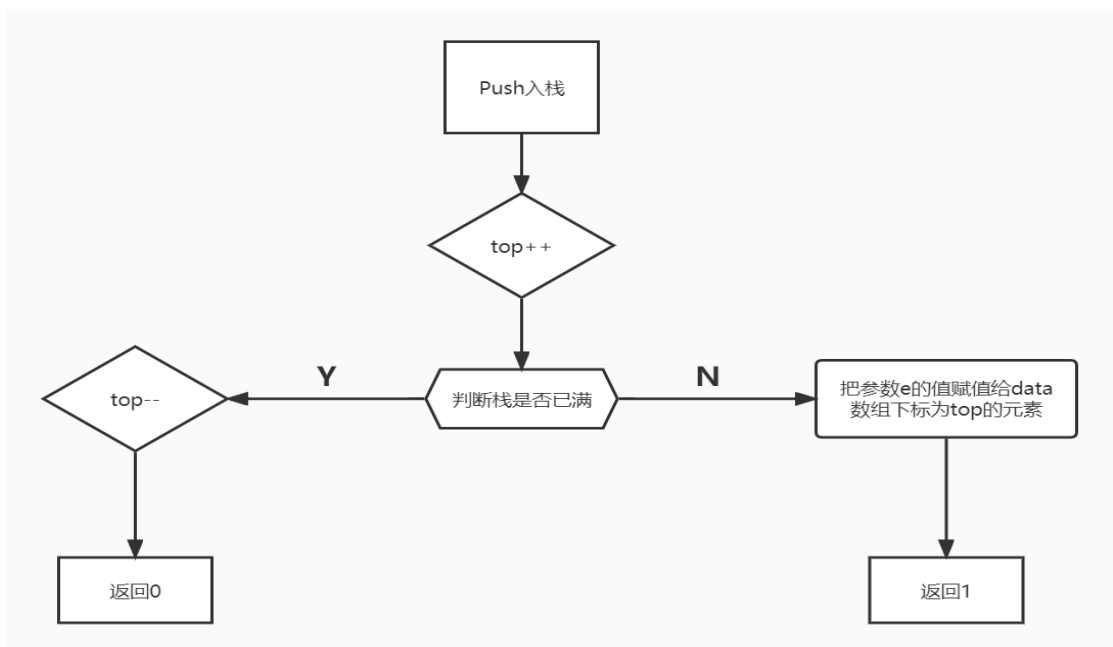 Push入栈
top++
Y
N
top--
判断栈是否已满
把参数e的值赋值给data
数组下标为top的元素
返回0
返回1